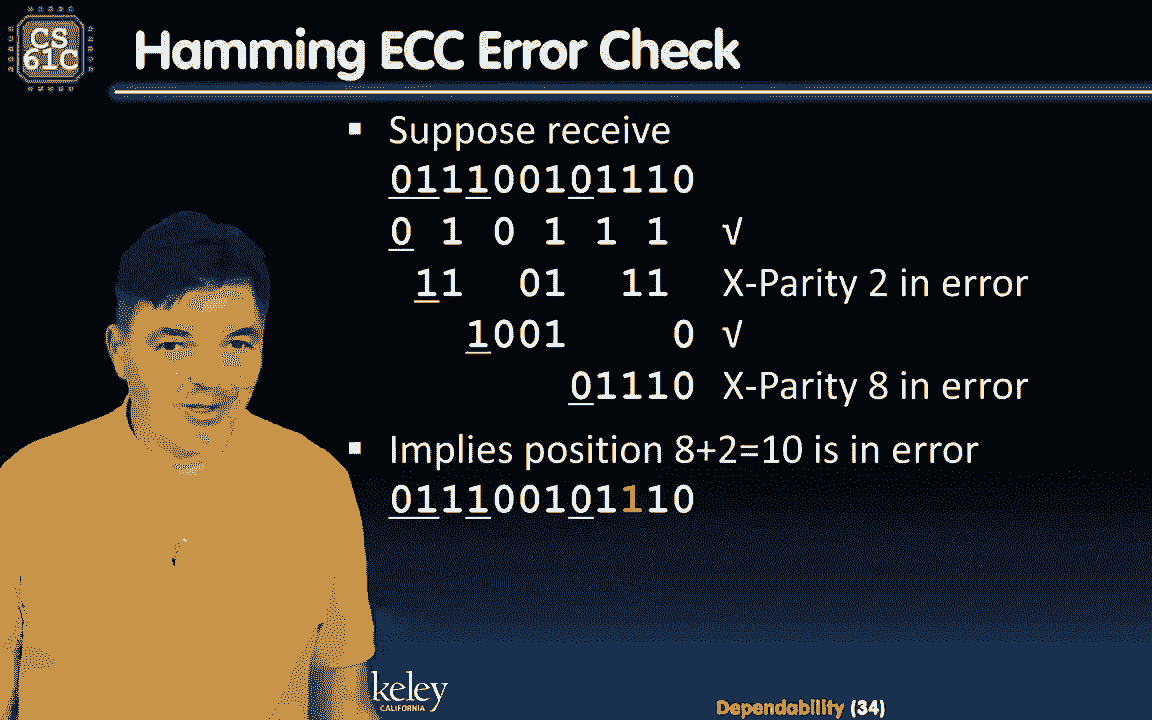 CS
61C
Hamming ECC Error Check
▪ Suppose receive
011100101110
0 1 0 1 1 1 √
11 01 11 X-Parity 2 in error
1001 0 √
01110 X-Parity 8 in error
▪ Implies position 8+2=10 is in error
011100101110
keley
CALIFORNIA
Dependability (34)